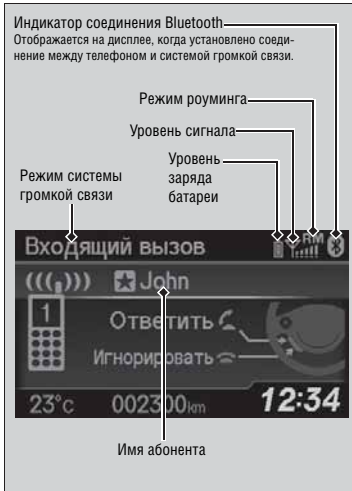 Индикатор соединения Bluetooth
Отображается на дисплее, когда установлено соеди-
нение между телефоном и системой громкой связи.
Режим роуминга
Уровень сигнала
Уровень
заряда
батареи
Режим системы
громкой связи
Входящий вызов
RM
John
1
Ответить
Игнорировать
23°c 002300km 12:34
Имя абонента